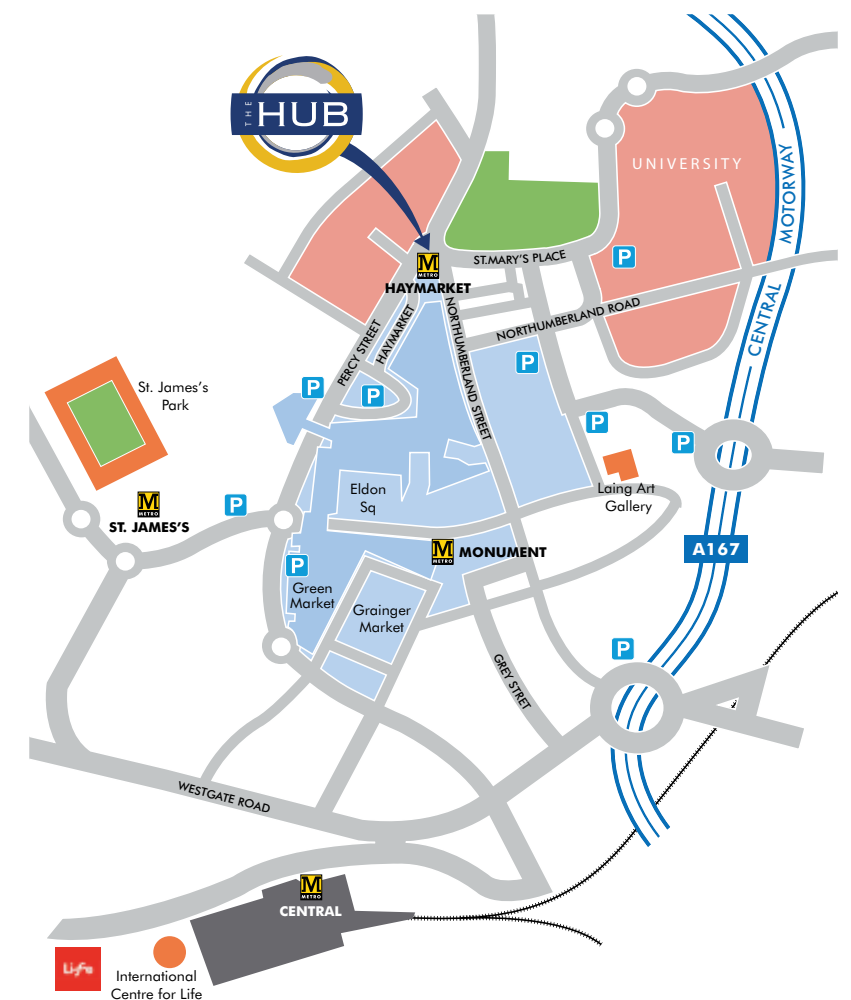 THE
HUB
UNIVERSITY
MOTORWAY
CENTRAL
ST.MARY'S PLACE
P
M
METRO
HAYMARKET
NORTHUMBERLAND ROAD
NORTHUMBERLAND STREET
PERCY STREET
HAYMARKET
P
P
P
St. James's
Park
P
P
Laing Art
Gallery
Eldon
Sq
M
METRO
ST. JAMES'S
P
M
METRO
MONUMENT
A167
P
Green
Market
Grainger
Market
P
GREY STRET
WESTGATE ROAD
M
METRO
CENTRAL
Life
International
Centre for Life